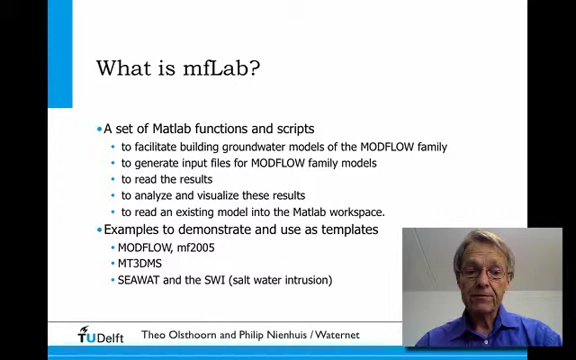 What is mfLab?
•A set of Matlab functions and scripts
• to facilitate building groundwater models of the MODFLOW family
• to generate input files for MODFLOW family models
• to read the results
• to analyze and visualize these results
• to read an existing model into the Matlab workspace.
•Examples to demonstrate and use as templates
• MODFLOW, mf2005
• MT3DMS
• SEAWAT and the SWI (salt water intrusion)
TUDelft
Theo Olsthoorn and Philip Nienhuis / Waternet